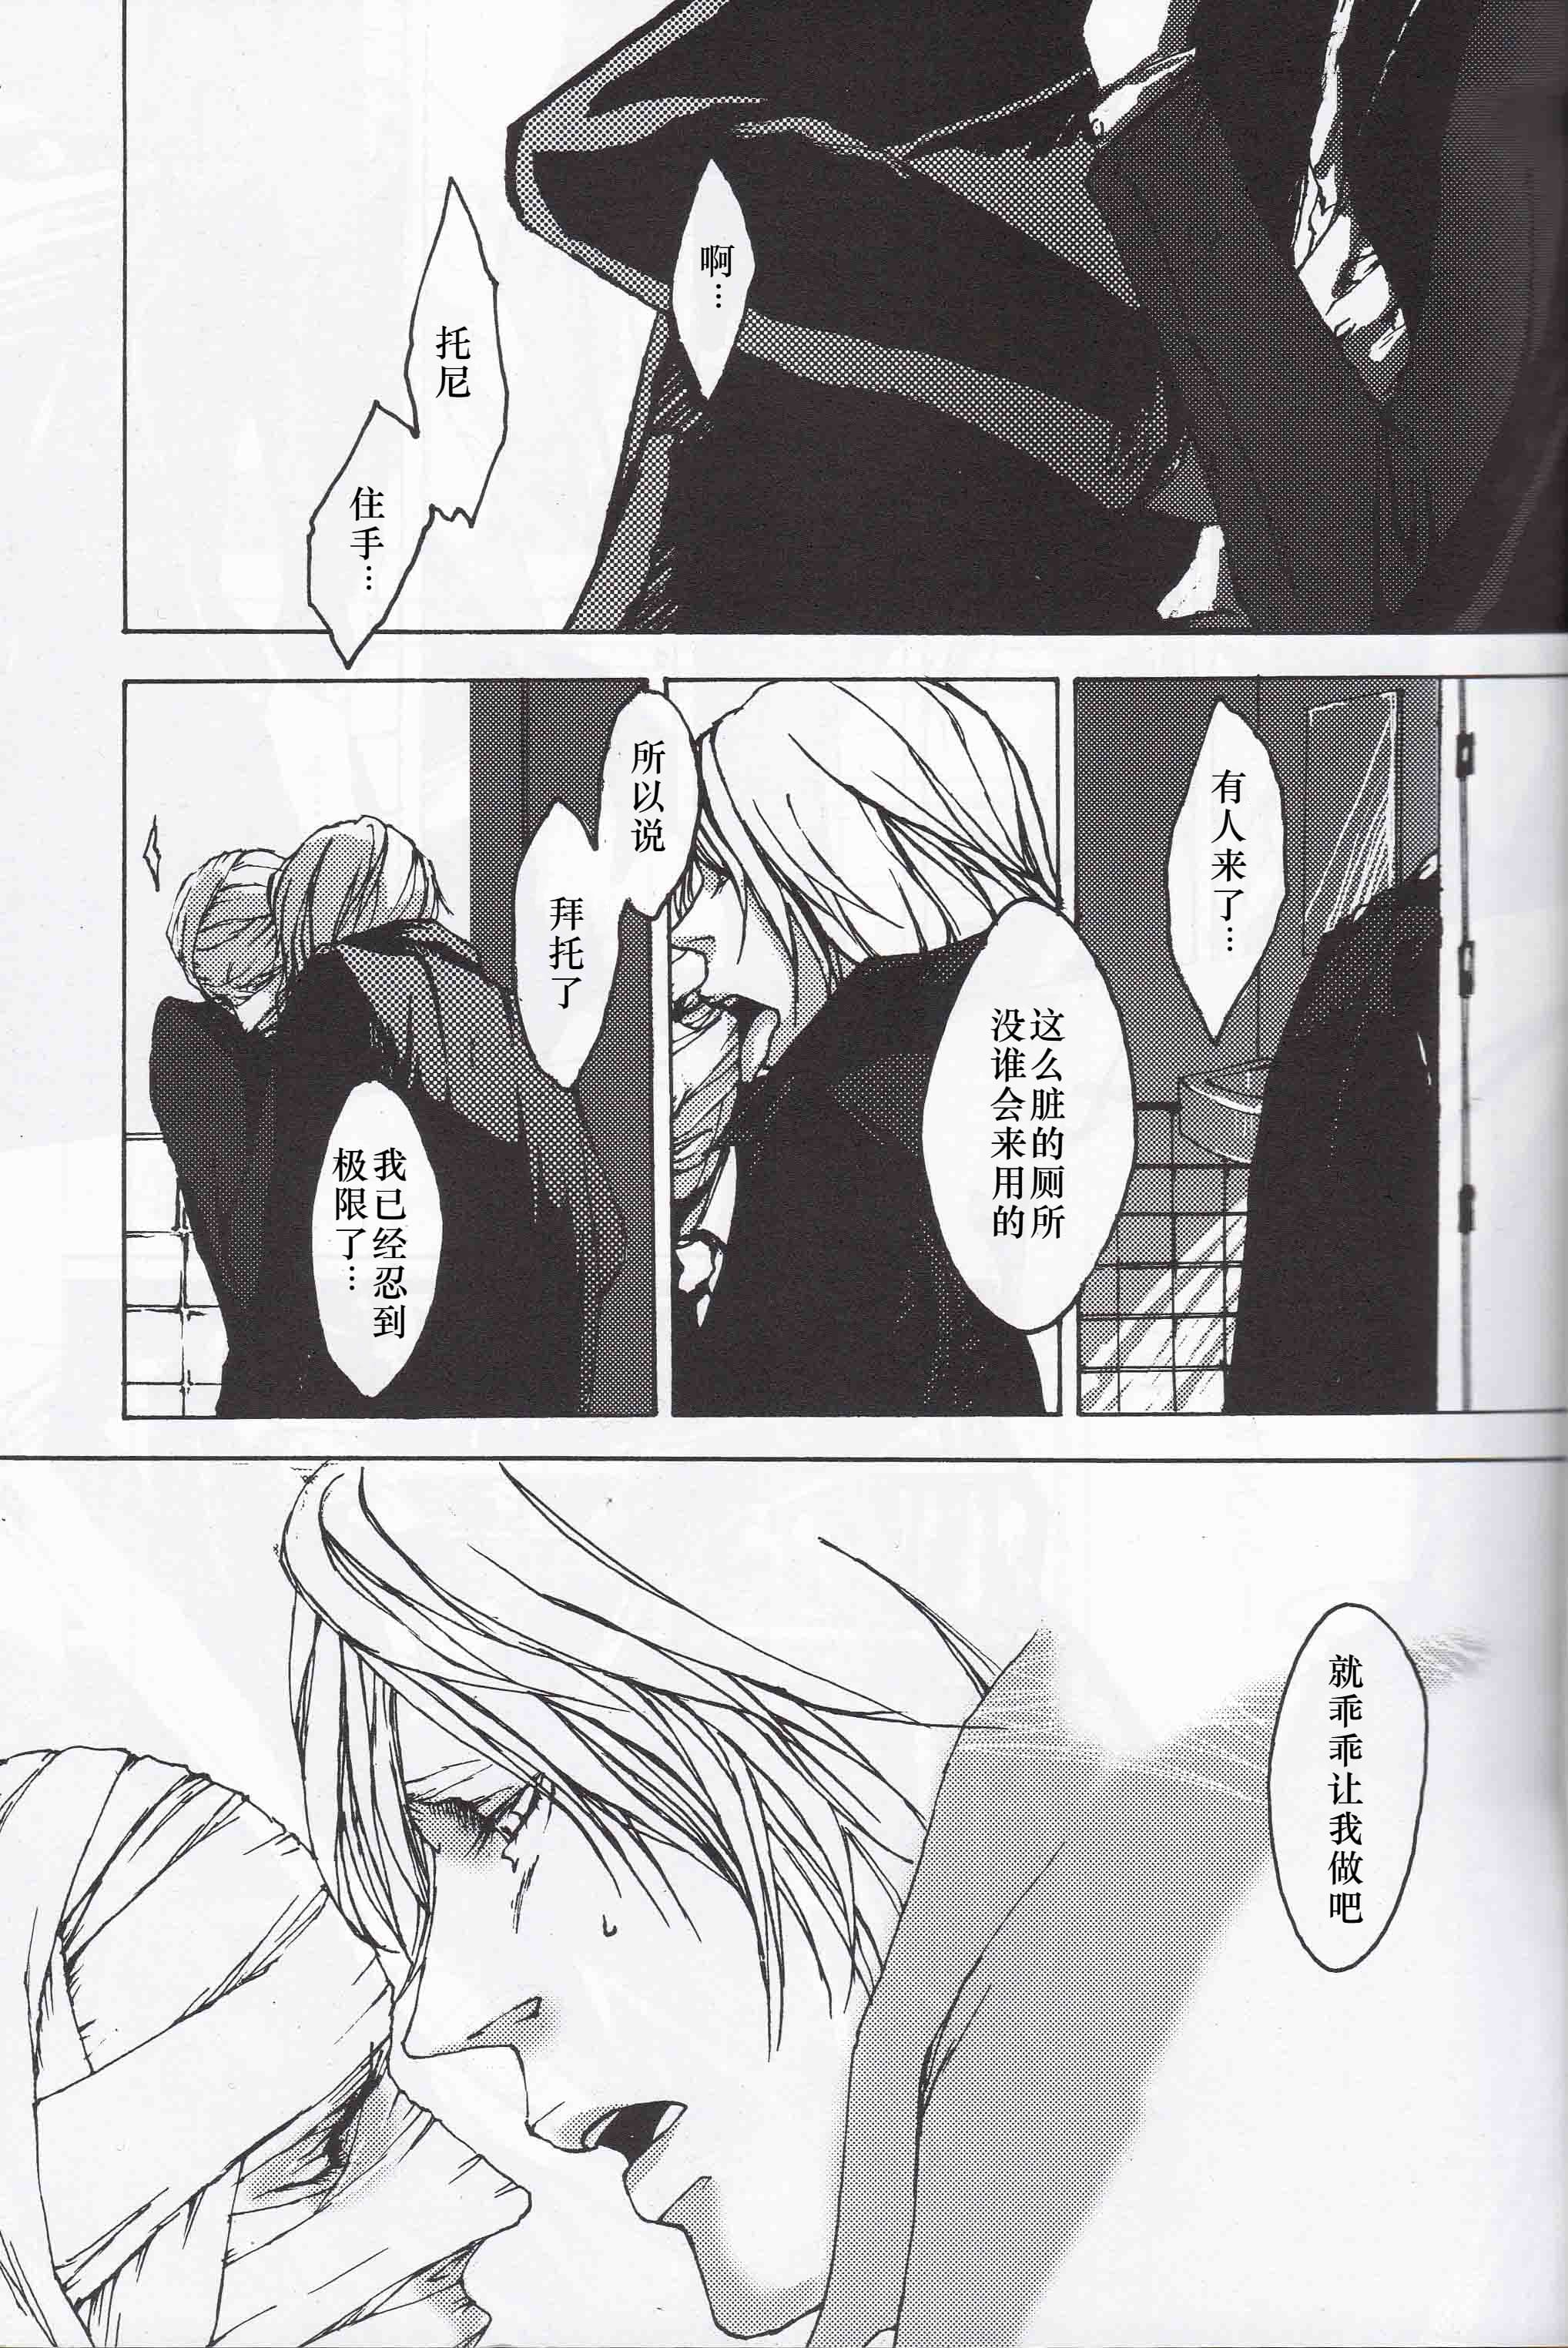 啊…
托尼
住手…
有人来了…
这么脏的厕所
没谁会来用的
所以说
拜托了
我已经忍到
极限了…
就乖乖让我做吧